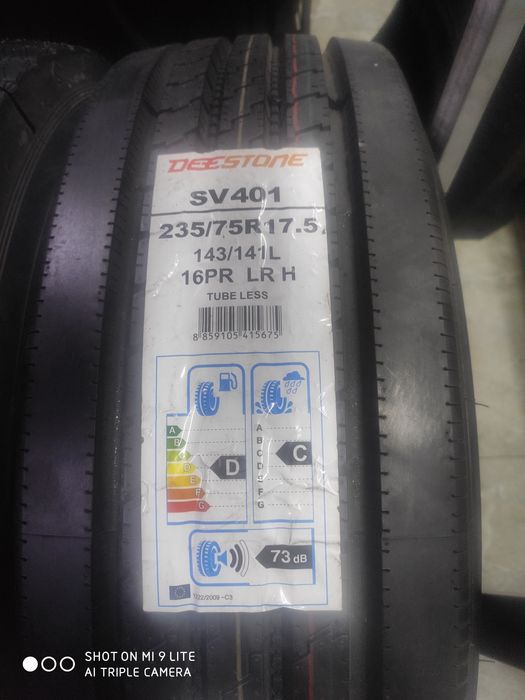 DEESTONE
SV401
235/75R17.5
143/141L
16PR LR H
TUBE LESS
8 859105 415675
A
B
C
D
E
F
G
D
A
B
C
D
E
F
G
C
73 dB
1222/2009 -C3
SHOT ON MI 9 LITE
AI TRIPLE CAMERA